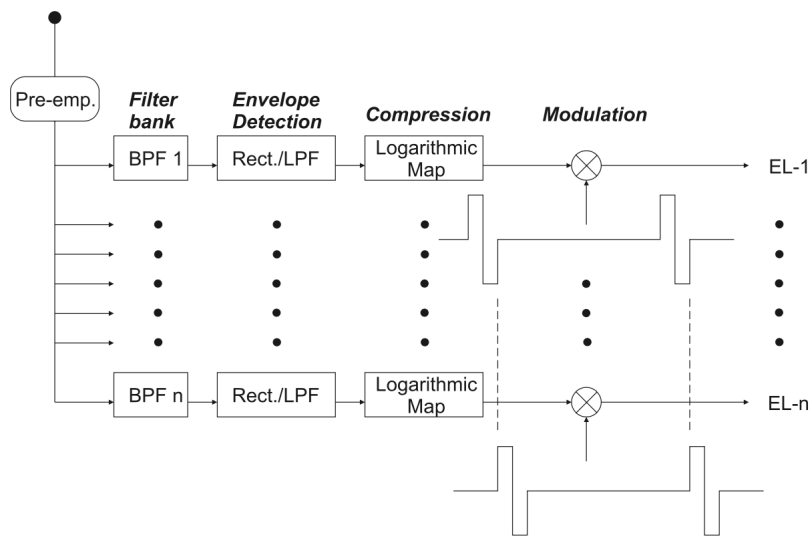 Pre-emp.
Filter
bank
Envelope
Detection
Compression
Modulation
BPF 1
Rect./LPF
Logarithmic
Map
EL-1
BPF n
Rect./LPF
Logarithmic
Map
EL-n